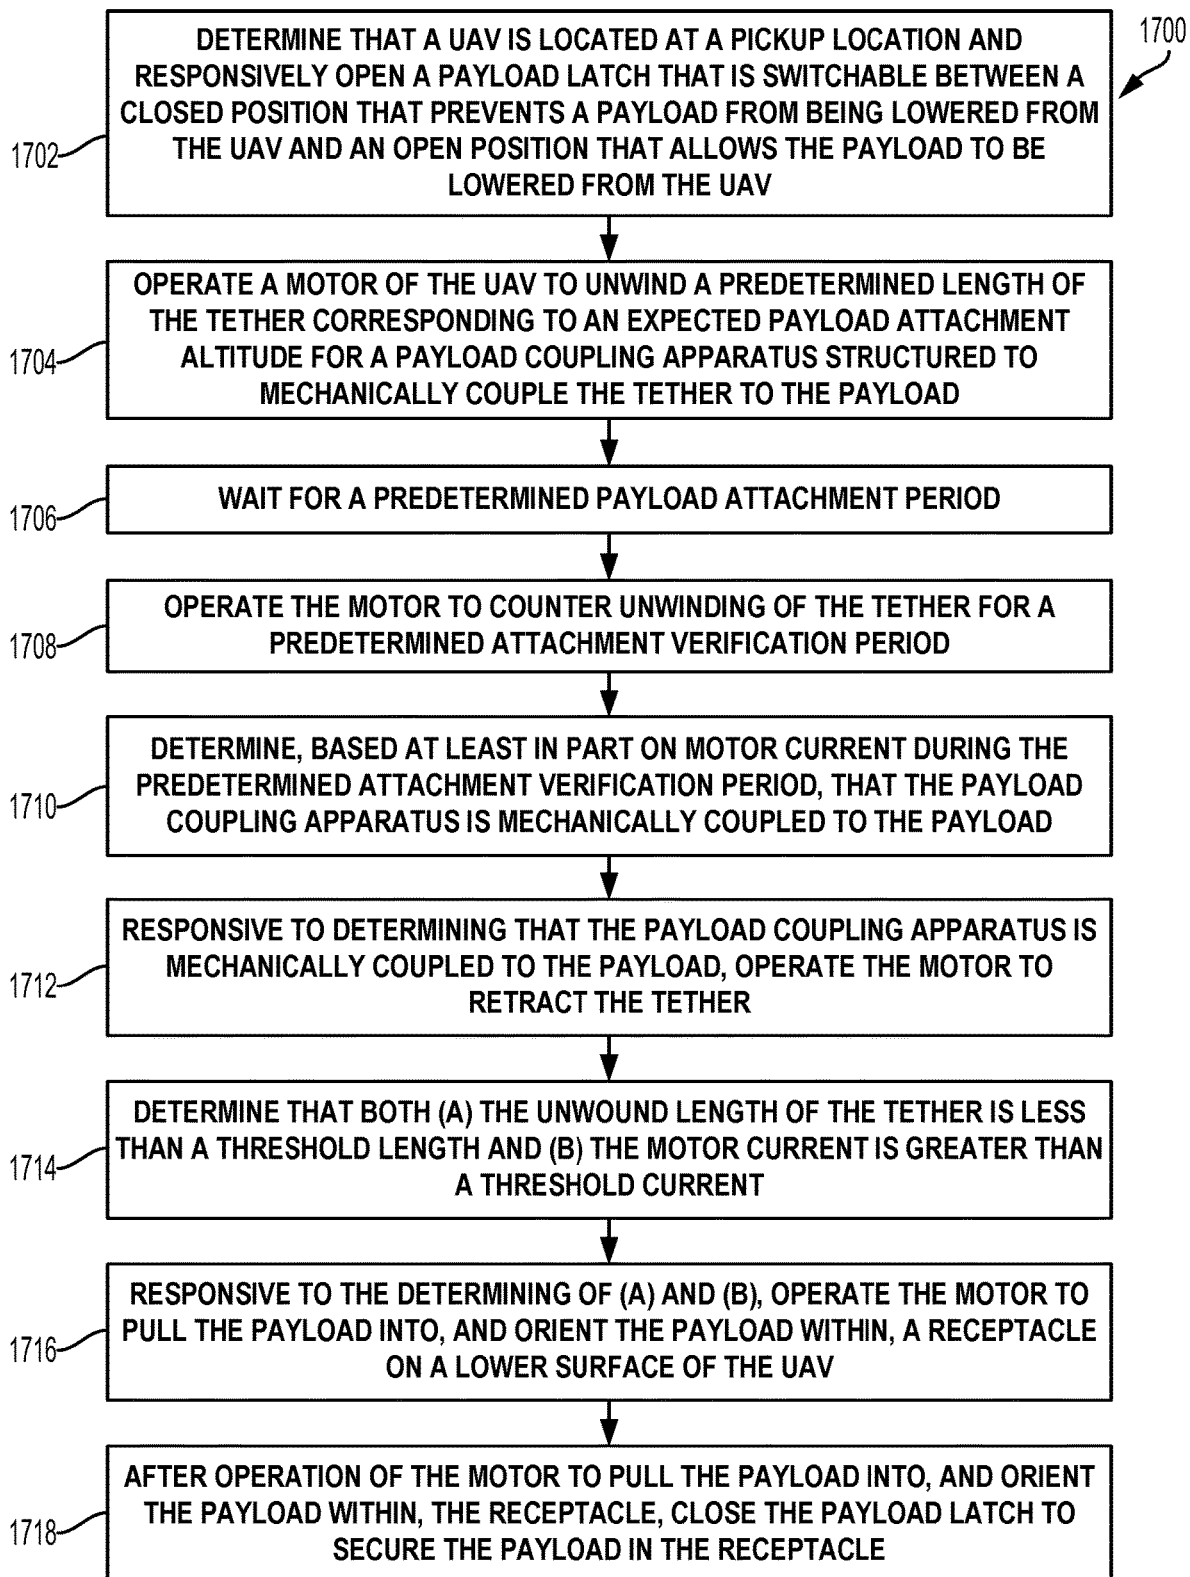 1700
DETERMINE THAT A UAV IS LOCATED AT A PICKUP LOCATION AND
RESPONSIVELY OPEN A PAYLOAD LATCH THAT IS SWITCHABLE BETWEEN A
CLOSED POSITION THAT PREVENTS A PAYLOAD FROM BEING LOWERED FROM
THE UAV AND AN OPEN POSITION THAT ALLOWS THE PAYLOAD TO BE
LOWERED FROM THE UAV
1702
OPERATE A MOTOR OF THE UAV TO UNWIND A PREDETERMINED LENGTH OF
THE TETHER CORRESPONDING TO AN EXPECTED PAYLOAD ATTACHMENT
ALTITUDE FOR A PAYLOAD COUPLING APPARATUS STRUCTURED TO
MECHANICALLY COUPLE THE TETHER TO THE PAYLOAD
1704
WAIT FOR A PREDETERMINED PAYLOAD ATTACHMENT PERIOD
1706
OPERATE THE MOTOR TO COUNTER UNWINDING OF THE TETHER FOR A
PREDETERMINED ATTACHMENT VERIFICATION PERIOD
1708
DETERMINE, BASED AT LEAST IN PART ON MOTOR CURRENT DURING THE
PREDETERMINED ATTACHMENT VERIFICATION PERIOD, THAT THE PAYLOAD
COUPLING APPARATUS IS MECHANICALLY COUPLED TO THE PAYLOAD
1710
RESPONSIVE TO DETERMINING THAT THE PAYLOAD COUPLING APPARATUS IS
MECHANICALLY COUPLED TO THE PAYLOAD, OPERATE THE MOTOR TO
RETRACT THE TETHER
1712
DETERMINE THAT BOTH (A) THE UNWOUND LENGTH OF THE TETHER IS LESS
THAN A THRESHOLD LENGTH AND (B) THE MOTOR CURRENT IS GREATER THAN
A THRESHOLD CURRENT
1714
RESPONSIVE TO THE DETERMINING OF (A) AND (B), OPERATE THE MOTOR TO
PULL THE PAYLOAD INTO, AND ORIENT THE PAYLOAD WITHIN, A RECEPTACLE
ON A LOWER SURFACE OF THE UAV
1716
AFTER OPERATION OF THE MOTOR TO PULL THE PAYLOAD INTO, AND ORIENT
THE PAYLOAD WITHIN, THE RECEPTACLE, CLOSE THE PAYLOAD LATCH TO
SECURE THE PAYLOAD IN THE RECEPTACLE
1718